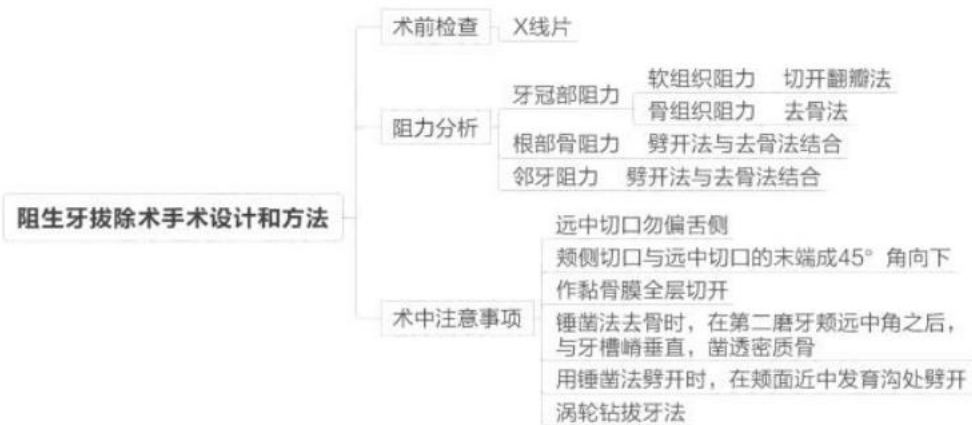 术前检查 X线片
软组织阻力 切开翻瓣法
牙冠部阻力
骨组织阻力 去骨法
阻力分析
根部骨阻力 劈开法与去骨法结合
邻牙阻力 劈开法与去骨法结合
阻生牙拔除术手术设计和方法
远中切口勿偏舌侧
颊侧切口与远中切口的末端成45°角向下
作黏骨膜全层切开
术中注意事项
锤凿法去骨时，在第二磨牙颊远中角之后，
与牙槽嵴垂直，凿透密质骨
用锤凿法劈开时，在颊面近中发育沟处劈开
涡轮钻拔牙法